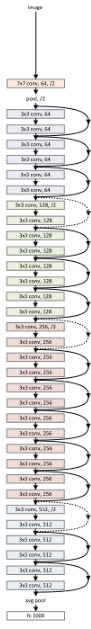 image
7x7 conv, 64, /2
pool, /2
3x3 conv, 64
3x3 conv, 64
3x3 conv, 64
3x3 conv, 64
3x3 conv, 64
3x3 conv, 64
3x3 conv, 128, /2
3x3 conv, 128
3x3 conv, 128
3x3 conv, 128
3x3 conv, 128
3x3 conv, 128
3x3 conv, 128
3x3 conv, 128
3x3 conv, 256, /2
3x3 conv, 256
3x3 conv, 256
3x3 conv, 256
3x3 conv, 256
3x3 conv, 256
3x3 conv, 256
3x3 conv, 256
3x3 conv, 256
3x3 conv, 256
3x3 conv, 256
3x3 conv, 256
3x3 conv, 512, /2
3x3 conv, 512
3x3 conv, 512
3x3 conv, 512
3x3 conv, 512
3x3 conv, 512
avg pool
fc 1000